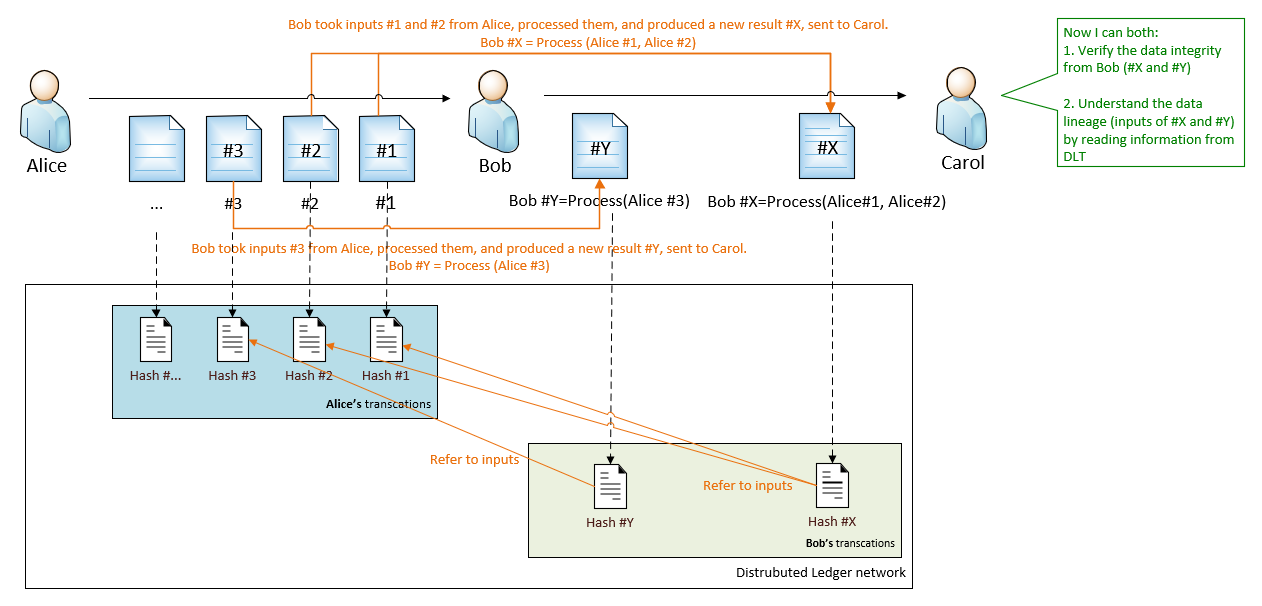 Bob took inputs #1 and #2 from Alice, processed them, and produced a new result #X, sent to Carol.
Bob #X = Process (Alice #1, Alice #2)
Now I can both:
1. Verify the data integrity
from Bob (#X and #Y)
2. Understand the data
lineage (inputs of #X and #Y)
by reading information from
DLT
#3
#2
#1
#Y
#X
Alice
Bob
Carol
...
#3
#2
#1
Bob #Y=Process(Alice #3)
Bob #X=Process(Alice#1, Alice#2)
Bob took inputs #3 from Alice, processed them, and produced a new result #Y, sent to Carol.
Bob #Y = Process (Alice #3)
Hash #...
Hash #3
Hash #2
Hash #1
Alice's transcations
Refer to inputs
Refer to inputs
Hash #Y
Hash #X
Bob's transcations
Distrubuted Ledger network